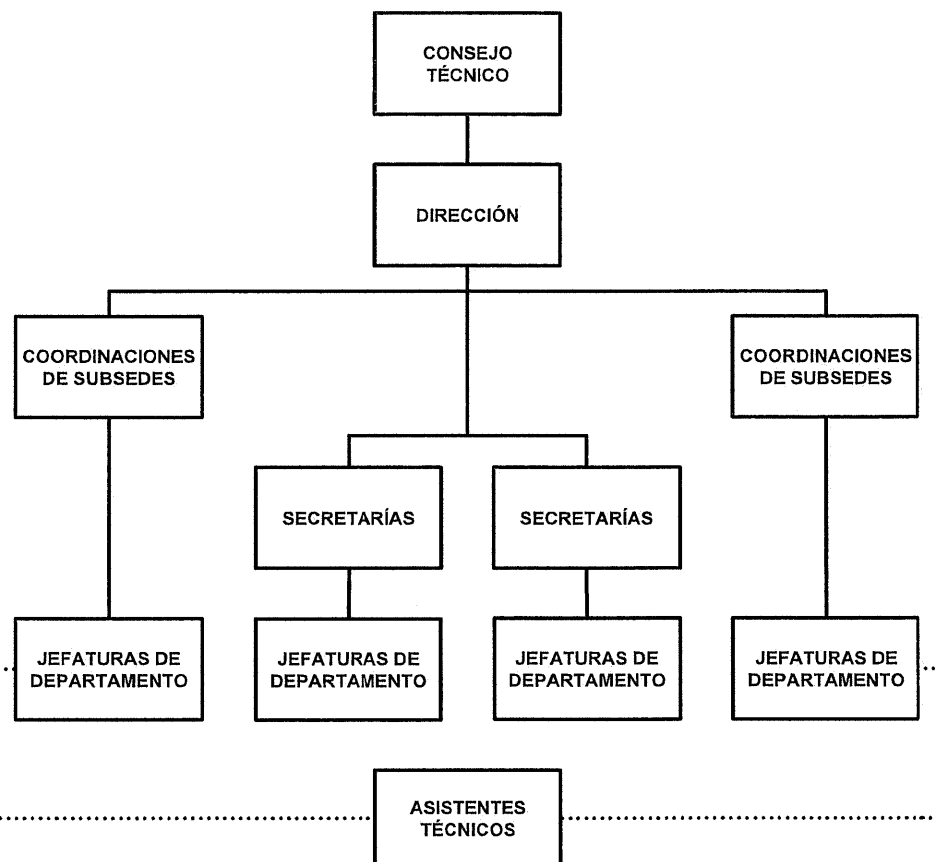 CONSEJO
TÉCNICO
DIRECCIÓN
COORDINACIONES
DE SUBSEDES
COORDINACIONES
DE SUBSEDES
SECRETARÍAS
SECRETARÍAS
JEFATURAS DE
DEPARTAMENTO
JEFATURAS DE
DEPARTAMENTO
JEFATURAS DE
DEPARTAMENTO
JEFATURAS DE
DEPARTAMENTO
ASISTENTES
TÉCNICOS